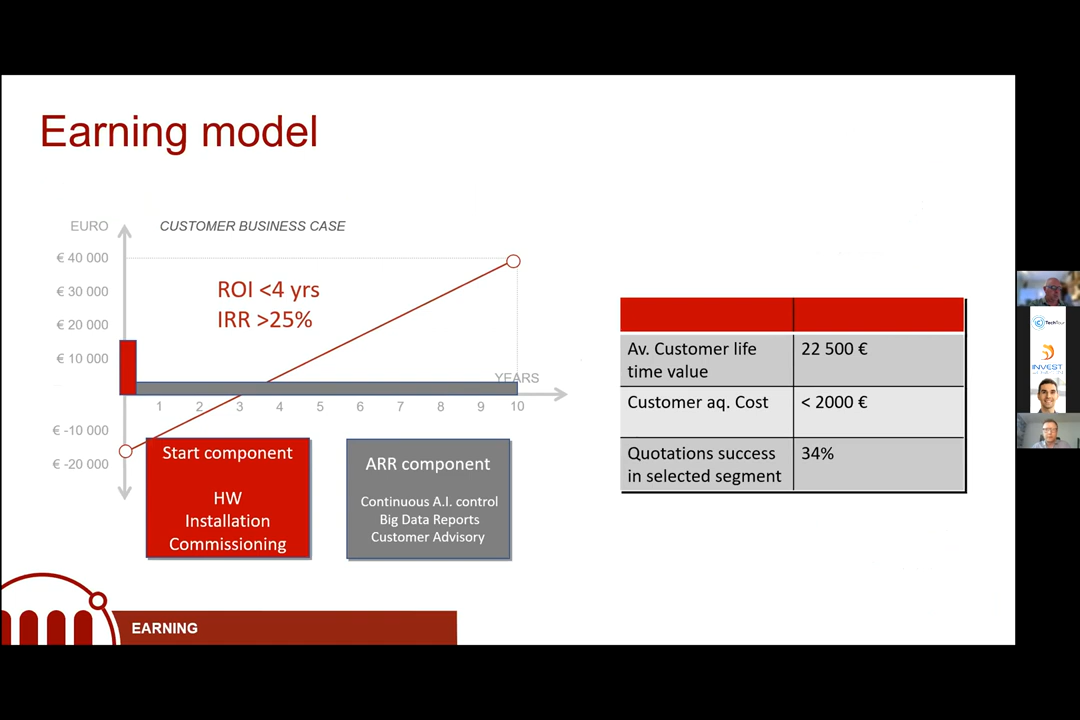 Earning model
EURO
CUSTOMER BUSINESS CASE
€ 40 000
€ 30 000
€ 20 000
€ 10 000
€ -10 000
€ -20 000
ROI <4 yrs
IRR >25%
YEARS
1 2 3 4 5 6 7 8 9 10
Start component
HW
Installation
Commissioning
ARR component
Continuous A.I. control
Big Data Reports
Customer Advisory
Av. Customer life
time value
22 500 €
Customer aq. Cost
< 2000 €
Quotations success
in selected segment
34%
EARNING
TechTour
INVEST